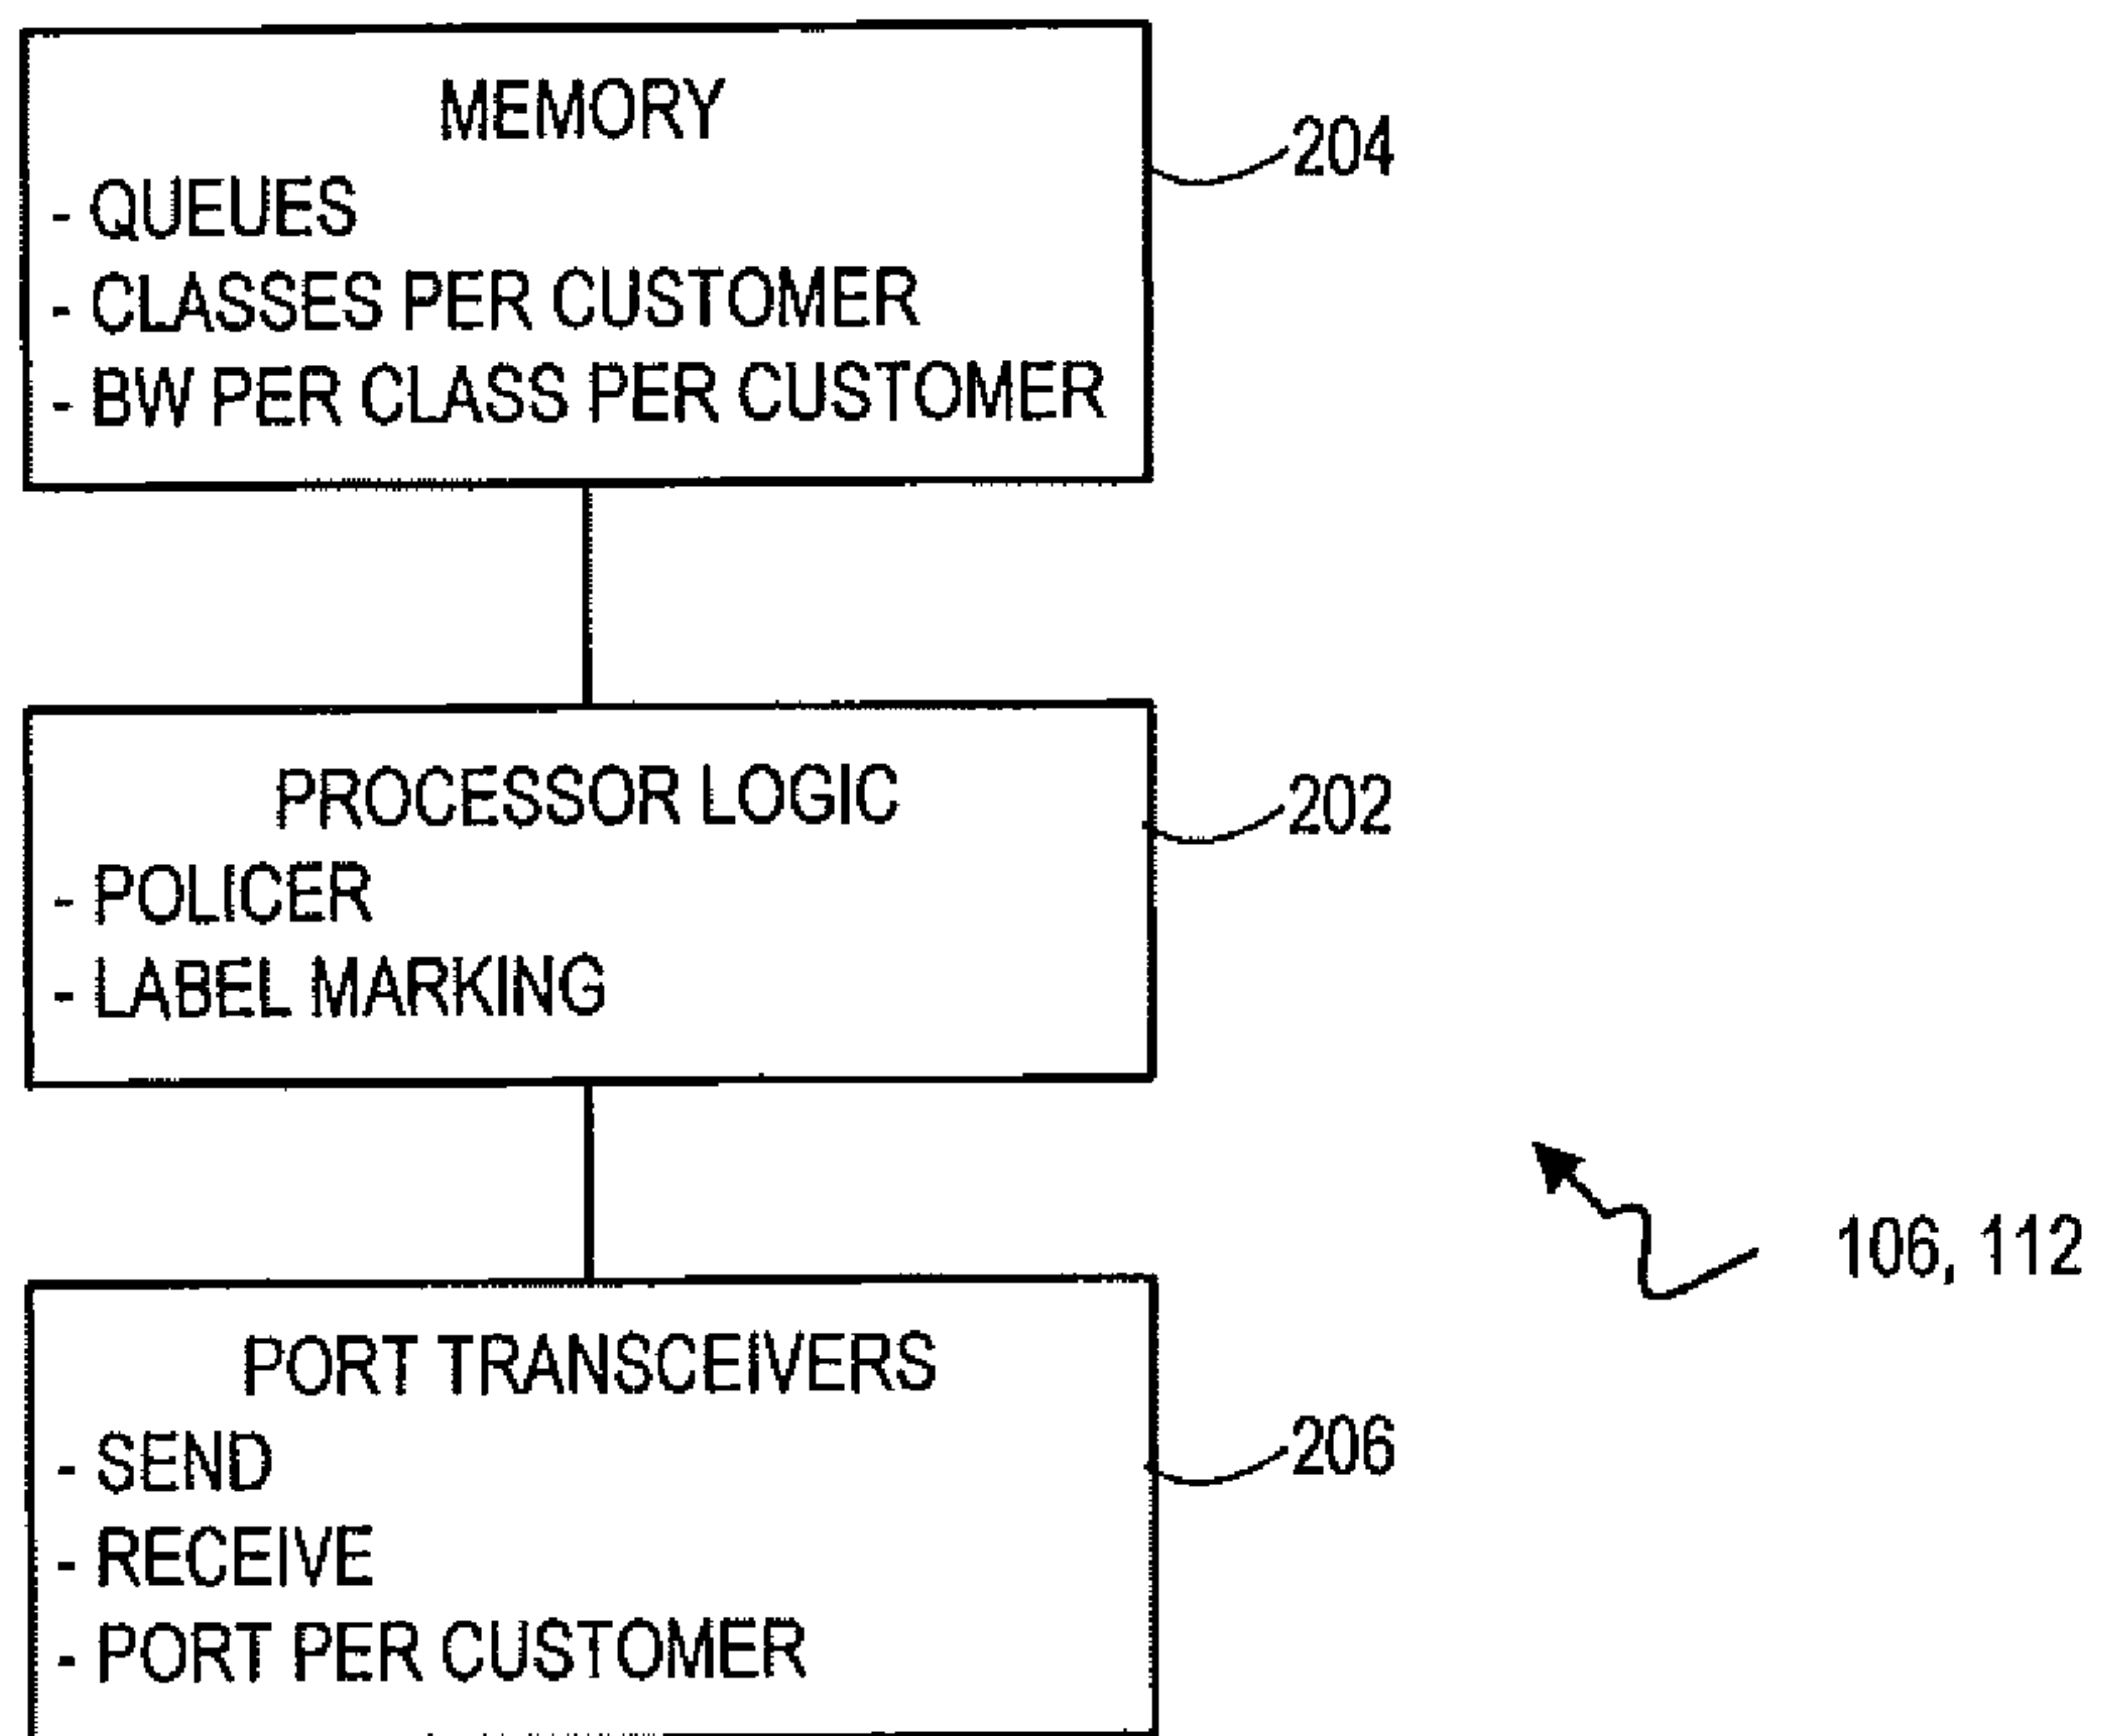 MEMORY
- QUEUES
- CLASSES PER CUSTOMER
- BW PER CLASS PER CUSTOMER
204
PROCESSOR LOGIC
- POLICER
- LABEL MARKING
202
106, 112
PORT TRANSCEIVERS
- SEND
- RECEIVE
- PORT PER CUSTOMER
206